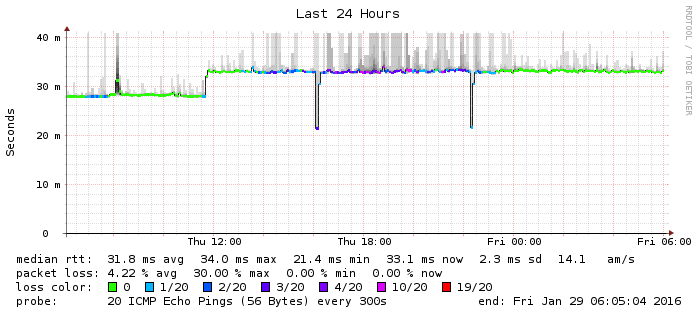 Last 24 Hours
RRDTOOL / TOBI OETIKER
Seconds
40 m
30 m
20 m
10 m
0
Thu 12:00 Thu 18:00 Fri 00:00 Fri 06:00
median rtt: 31.8 ms avg 34.0 ms max 21.4 ms min 33.1 ms now 2.3 ms sd 14.1 am/s
packet loss: 4.22 % avg 30.00 % max 0.00 % min 0.00 % now
loss color: 0 1/20 2/20 3/20 4/20 10/20 19/20
probe: 20 ICMP Echo Pings (56 Bytes) every 300s end: Fri Jan 29 06:05:04 2016